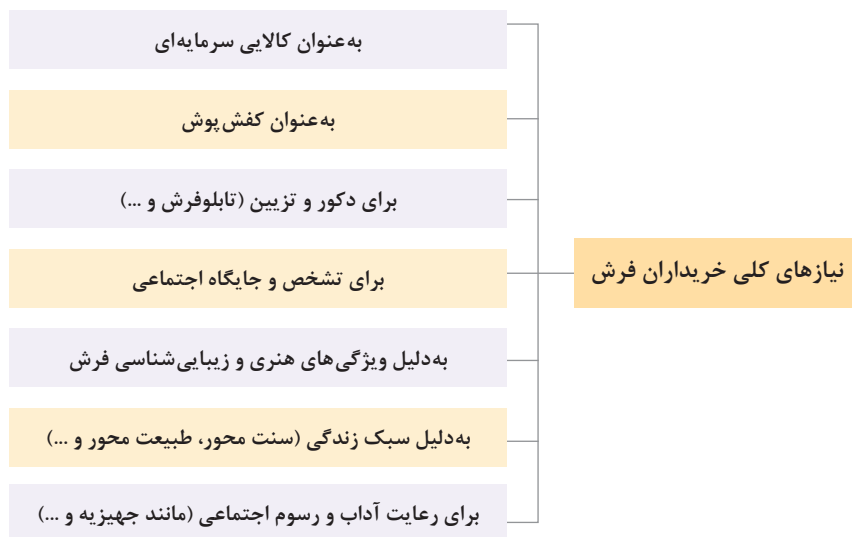 نیازهای کلی خریداران فرش
به‌عنوان کالایی سرمایه‌ای
به‌عنوان کفش‌پوش
برای دکور و تزیین (تابلوفرش و ...)
برای تشخص و جایگاه اجتماعی
به‌دلیل ویژگی‌های هنری و زیبایی‌شناسی فرش
به‌دلیل سبک زندگی (سنت محور، طبیعت محور و ...)
برای رعایت آداب و رسوم اجتماعی (مانند جهیزیه و ...)